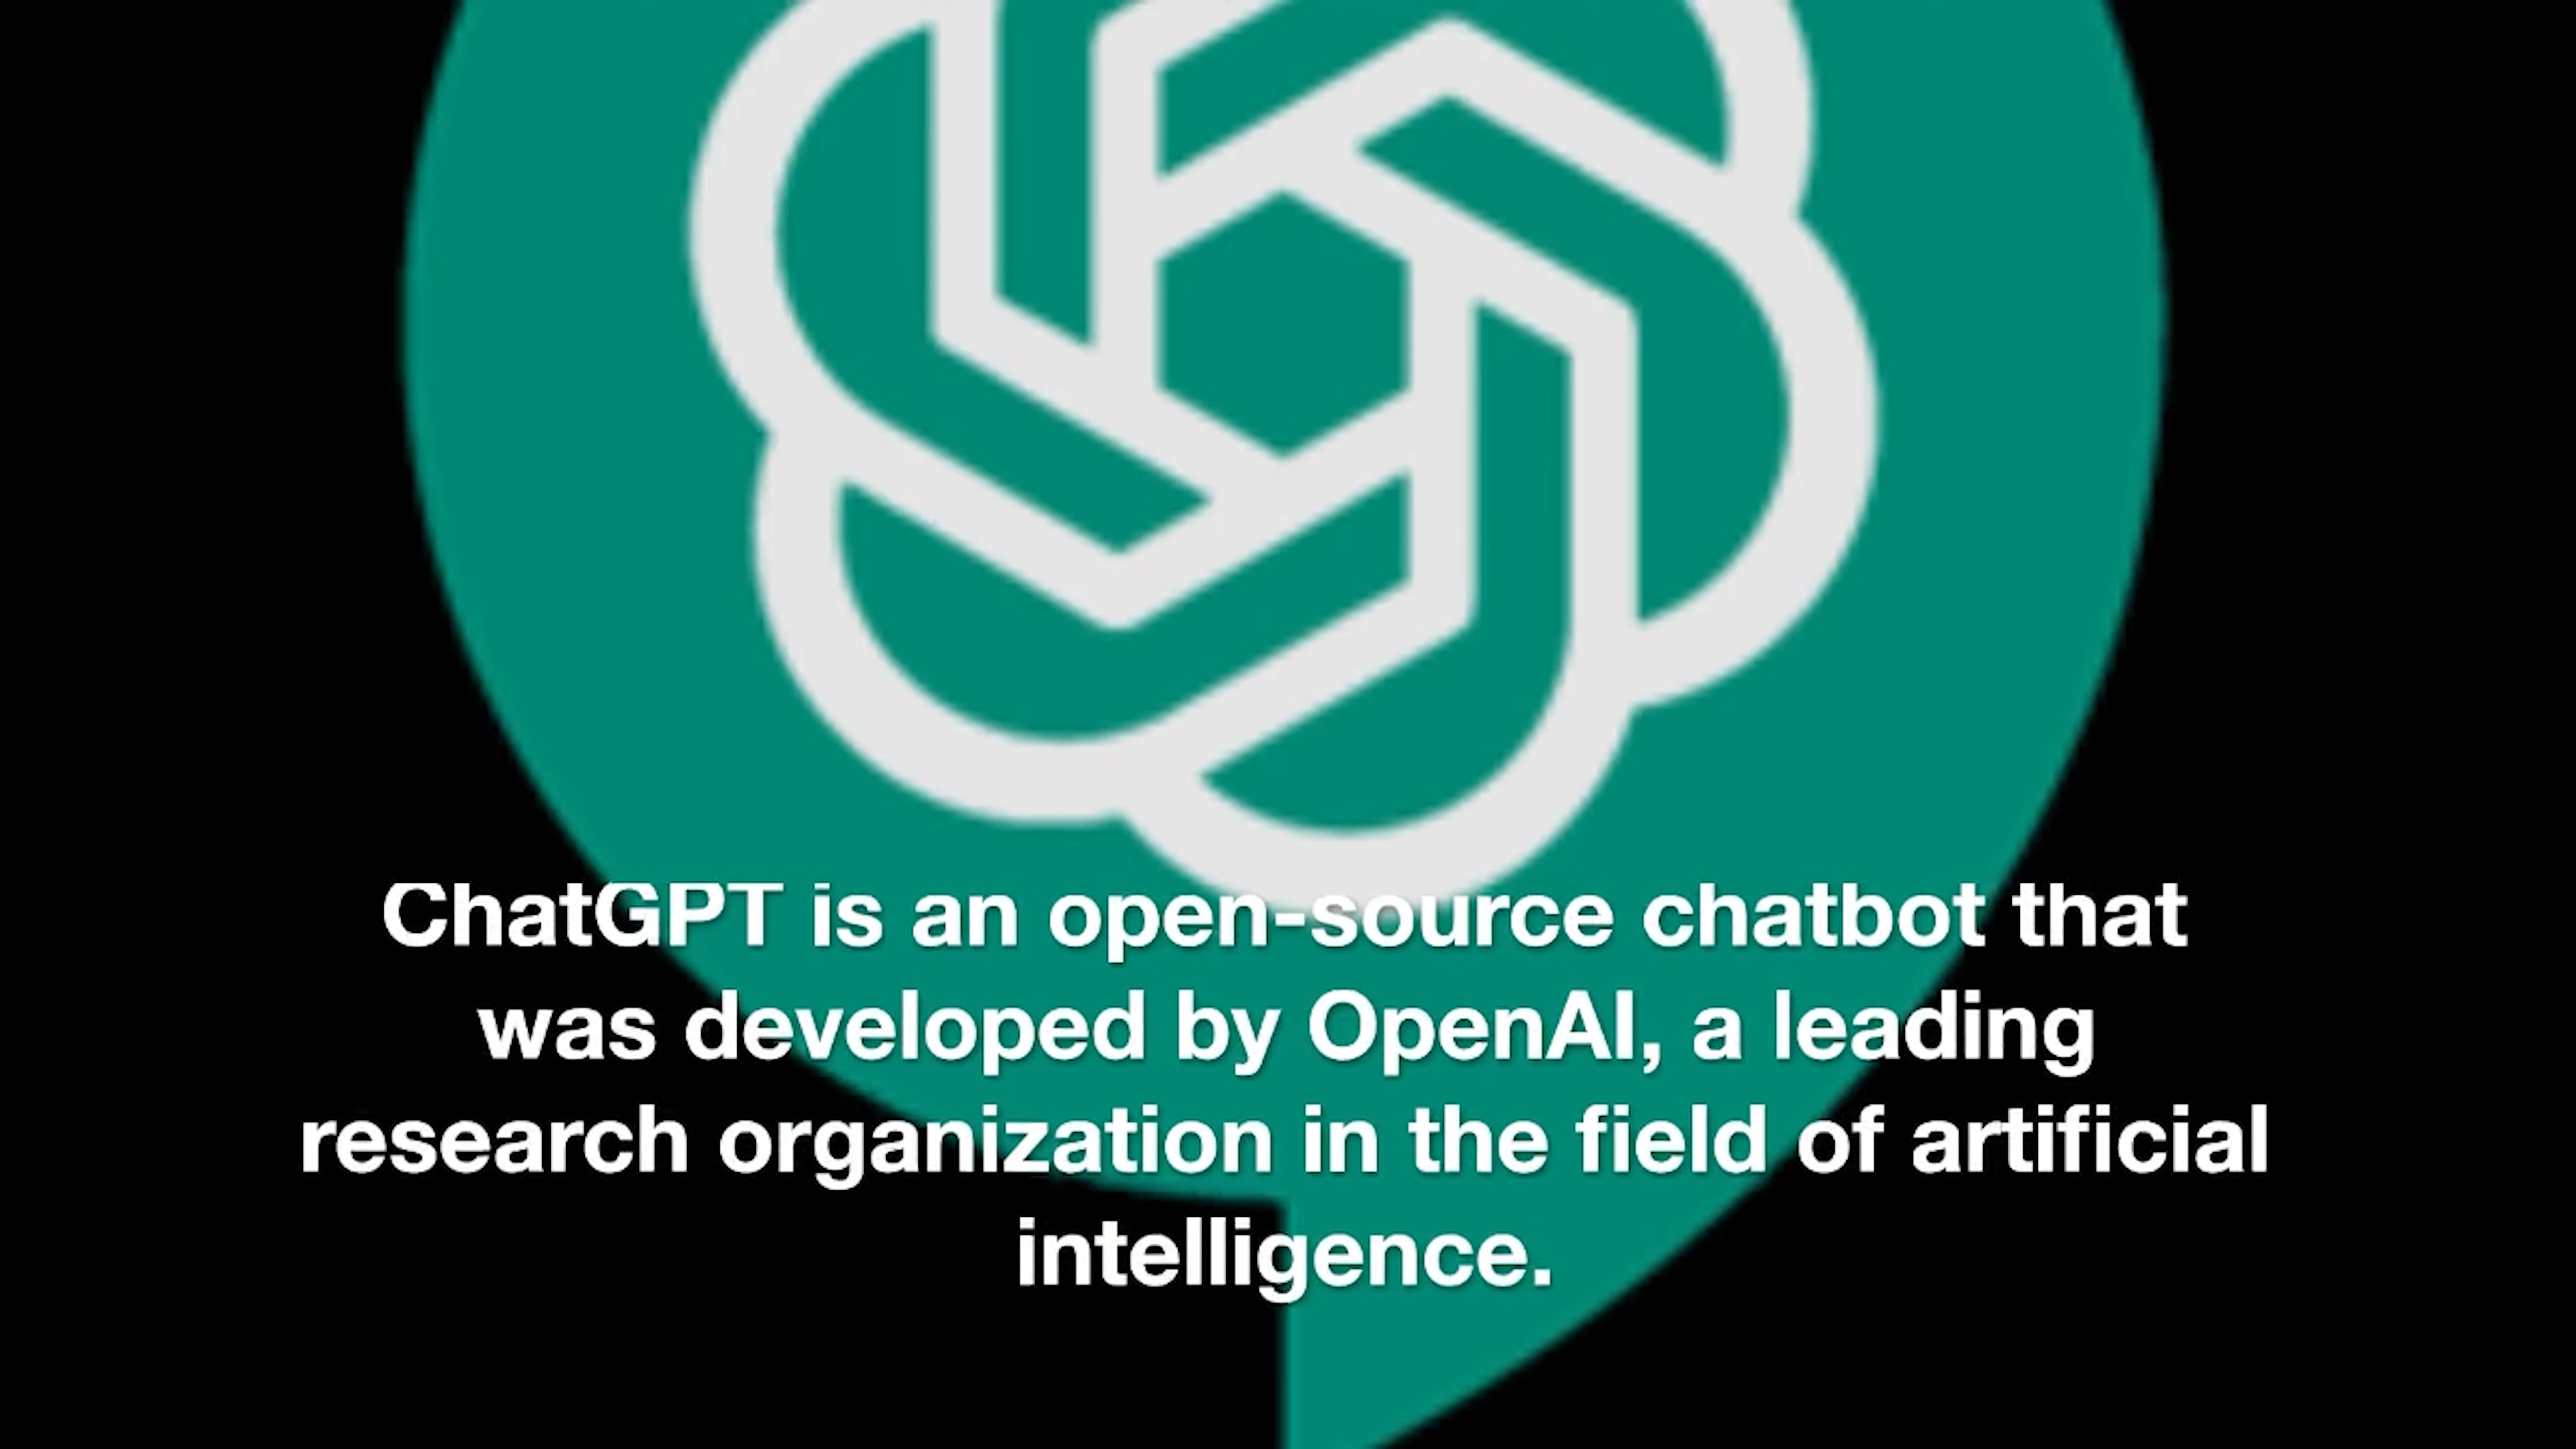 ChatGPT is an open-source chatbot that
was developed by OpenAI, a leading
research organization in the field of artificial
intelligence.